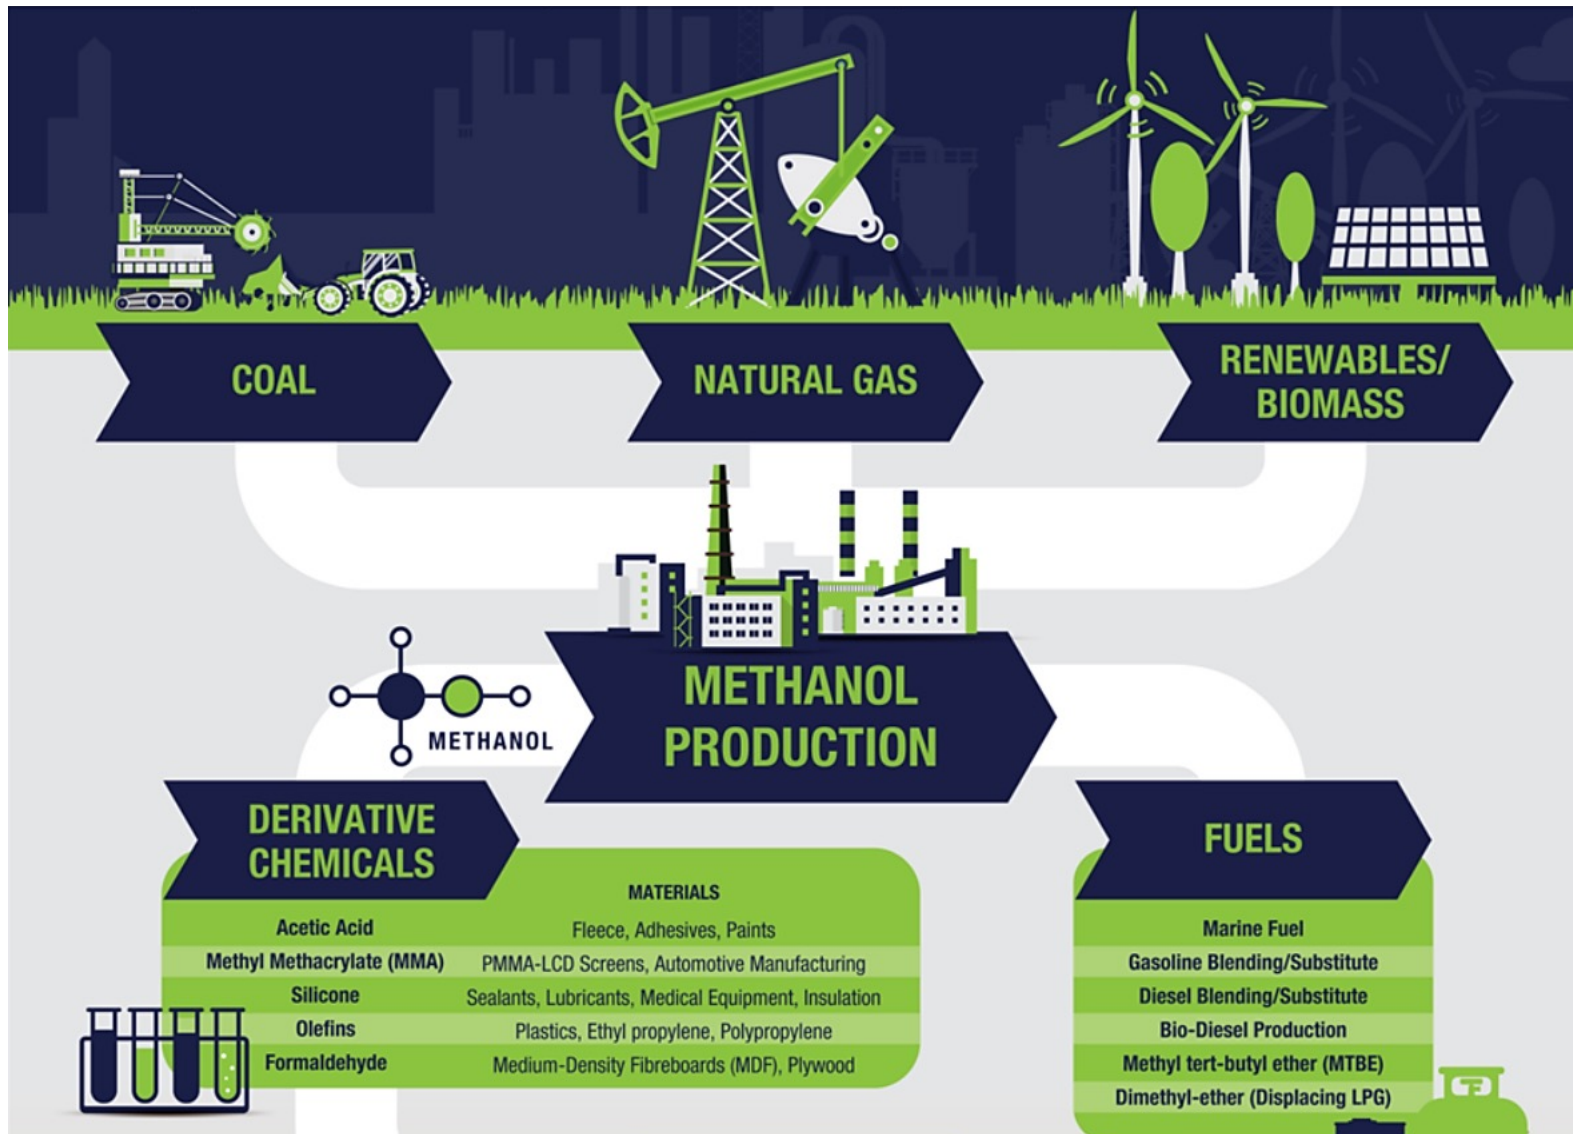 COAL
NATURAL GAS
RENEWABLES/
BIOMASS
METHANOL
PRODUCTION
METHANOL
DERIVATIVE
CHEMICALS
MATERIALS
Acetic Acid Fleece, Adhesives, Paints
Methyl Methacrylate (MMA) PMMA-LCD Screens, Automotive Manufacturing
Silicone Sealants, Lubricants, Medical Equipment, Insulation
Olefins Plastics, Ethyl propylene, Polypropylene
Formaldehyde Medium-Density Fibreboards (MDF), Plywood
FUELS
Marine Fuel
Gasoline Blending/Substitute
Diesel Blending/Substitute
Bio-Diesel Production
Methyl tert-butyl ether (MTBE)
Dimethyl-ether (Displacing LPG)